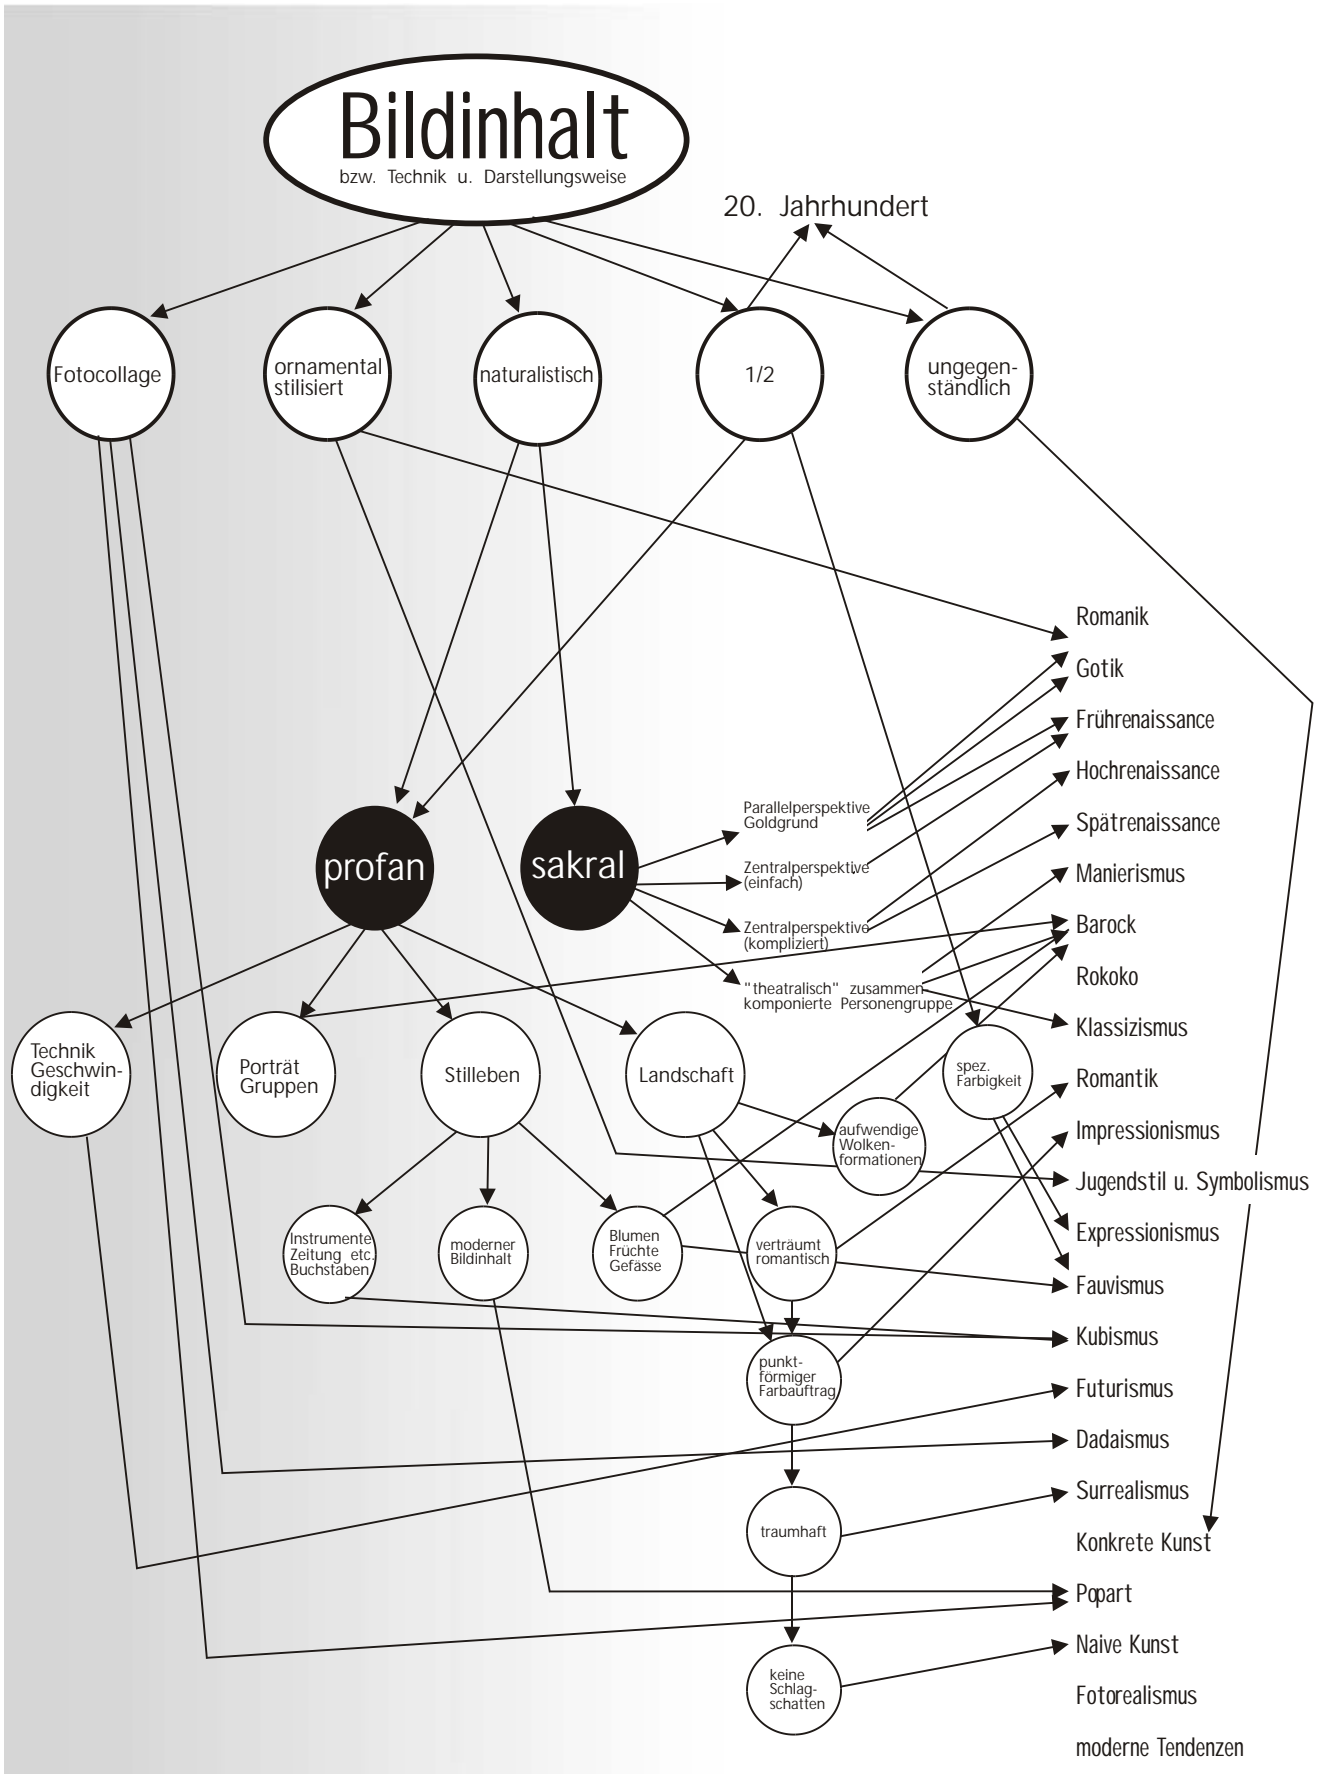 Bildinhalt
bzw. Technik u. Darstellungsweise
20. Jahrhundert
Fotocollage
ornamental
stilisiert
naturalistisch
1/2
ungegen-
ständlich
Romanik
Gotik
Frührenaissance
Hochrenaissance
Spätrenaissance
Manierismus
Barock
Rokoko
Klassizismus
Romantik
Impressionismus
Jugendstil u. Symbolismus
Expressionismus
Fauvismus
Kubismus
Futurismus
Dadaismus
Surrealismus
Konkrete Kunst
Popart
Naive Kunst
Fotorealismus
moderne Tendenzen
profan
sakral
Parallelperspektive
Goldgrund
Zentralperspektive
(einfach)
Zentralperspektive
(kompliziert)
"theatralisch" zusammen-
komponierte Personengruppe
Technik
Geschwin-
digkeit
Porträt
Gruppen
Stilleben
Landschaft
aufwendige
Wolken-
formationen
spez.
Farbigkeit
Instrumente
Zeitung etc.
Buchstaben
moderner
Bildinhalt
Blumen
Früchte
Gefässe
verträumt
romantisch
punkt-
förmiger
Farbauftrag
traumhaft
keine
Schlag-
schatten